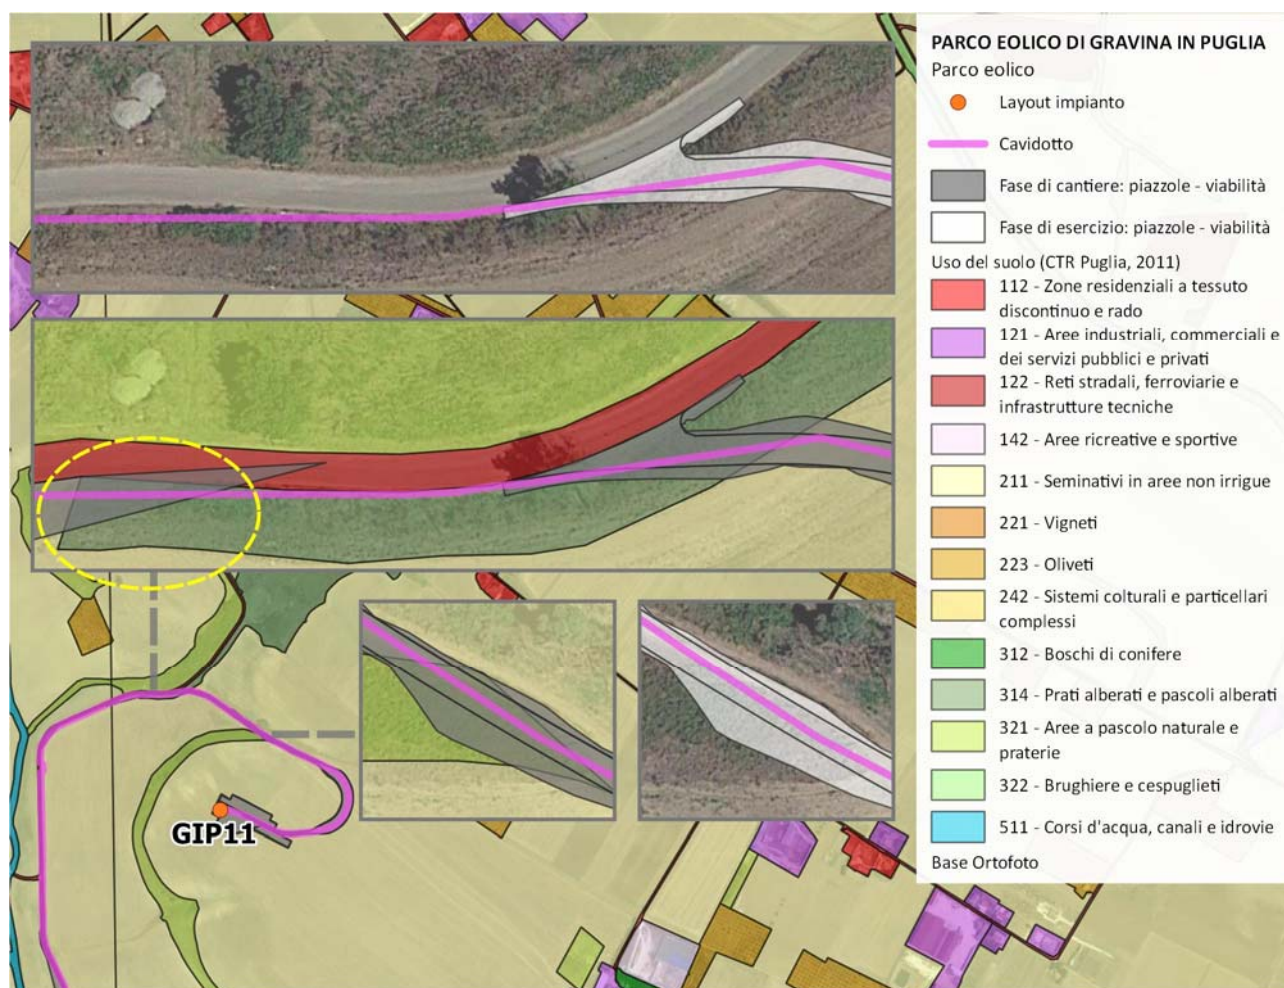 PARCO EOLICO DI GRAVINA IN PUGLIA
Parco eolico
Layout impianto
Cavidotto
Fase di cantiere: piazzole - viabilità
Fase di esercizio: piazzole - viabilità
Uso del suolo (CTR Puglia, 2011)
112 - Zone residenziali a tessuto
discontinuo e rado
121 - Aree industriali, commerciali e
dei servizi pubblici e privati
122 - Reti stradali, ferroviarie e
infrastrutture tecniche
142 - Aree ricreative e sportive
211 - Seminativi in aree non irrigue
221 - Vigneti
223 - Oliveti
242 - Sistemi colturali e particellari
complessi
312 - Boschi di conifere
314 - Prati alberati e pascoli alberati
321 - Aree a pascolo naturale e
praterie
322 - Brughiere e cespuglieti
511 - Corsi d'acqua, canali e idrovie
Base Ortofoto
GIP11